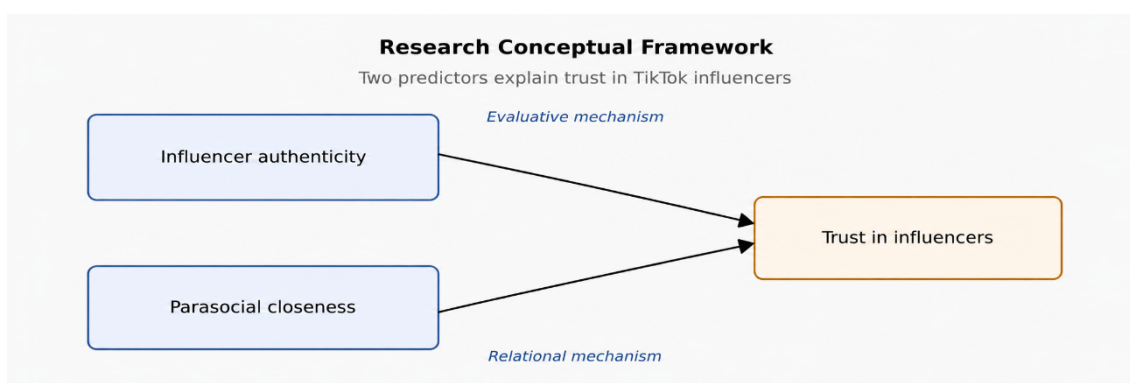 Research Conceptual Framework
Two predictors explain trust in TikTok influencers
Evaluative mechanism
Influencer authenticity
Trust in influencers
Parasocial closeness
Relational mechanism